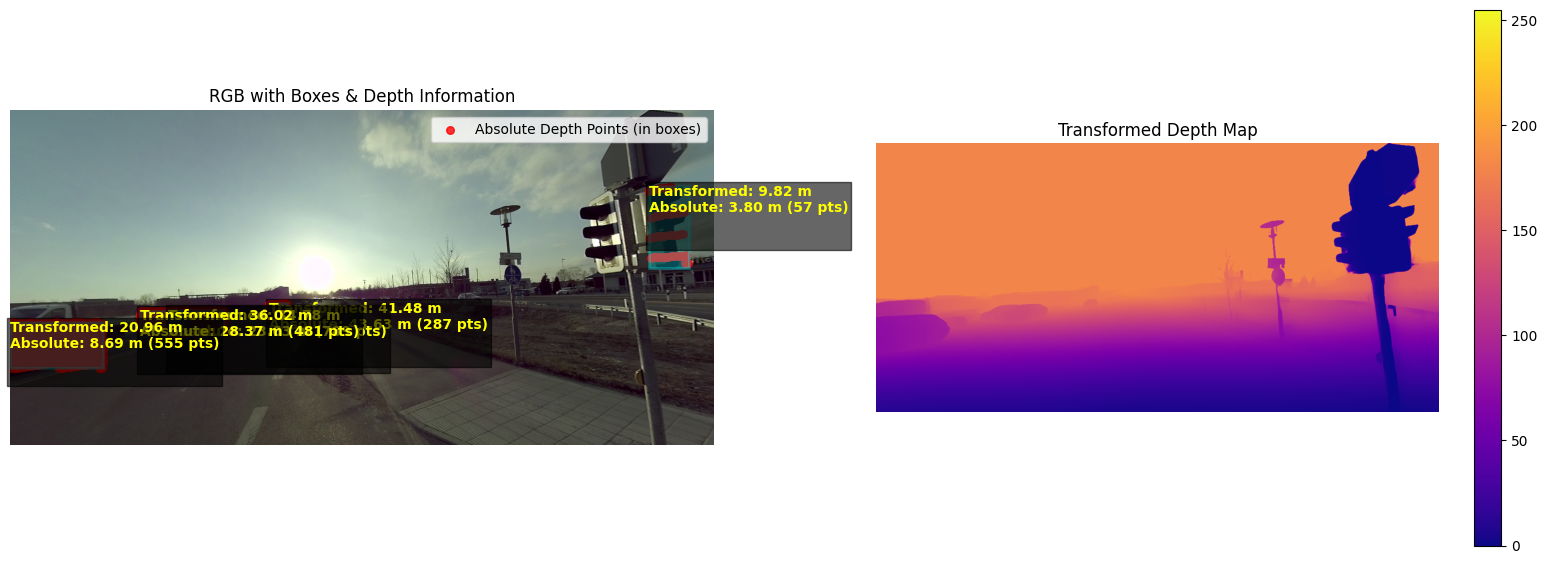 RGB with Boxes & Depth Information
Absolute Depth Points (in boxes)
Transformed: 9.82 m
Absolute: 3.80 m (57 pts)
41.48 m
m (287 pts)
Transformed: 36.02 m
28.37 m (481 pts)
Transformed: 20.96 m
Absolute: 8.69 m (555 pts)
Transformed Depth Map
250
200
150
100
50
0